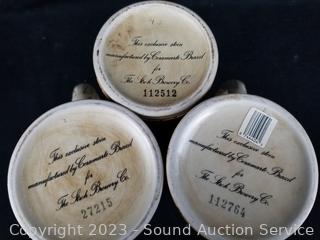 This exclusive stein
manufactured by Ceramarte Brazil
for
The Stroh Brewery Co.
112512
This exclusive stein
manufactured by Ceramarte Brazil
for
The Stroh Brewery Co.
27215
This exclusive stein
manufactured by Ceramarte Brazil
for
The Stroh Brewery Co.
112764
Copyright 2023 - Sound Auction Service